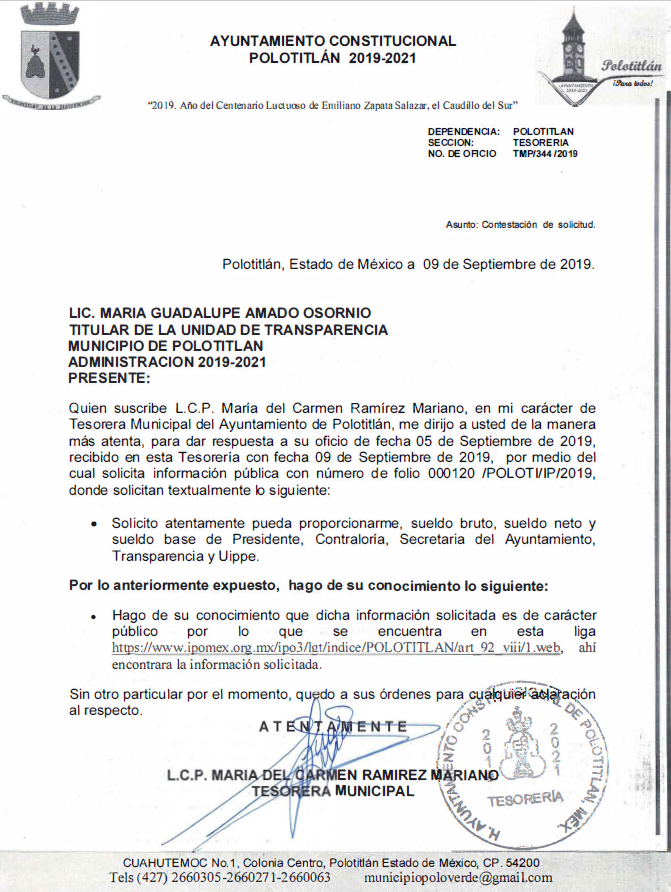 AYUNTAMIENTO CONSTITUCIONAL
POLOTITLÁN 2019-2021
Polotitlán
AYUNTAMIENTO
2019-2021
¡Para todos!
"2019. Año del Centenario Luctuoso de Emiliano Zapata Salazar, el Caudillo del Sur"
DEPENDENCIA: POLOTITLAN
SECCION: TESORERIA
NO. DE OFICIO TMP/344 /2019
Asunto: Contestación de solicitud.
Polotitlán, Estado de México a 09 de Septiembre de 2019.
LIC. MARIA GUADALUPE AMADO OSORNIO
TITULAR DE LA UNIDAD DE TRANSPARENCIA
MUNICIPIO DE POLOTITLAN
ADMINISTRACION 2019-2021
PRESENTE:
Quien suscribe L.C.P. María del Carmen Ramírez Mariano, en mi carácter de
Tesorera Municipal del Ayuntamiento de Polotitlán, me dirijo a usted de la manera
más atenta, para dar respuesta a su oficio de fecha 05 de Septiembre de 2019,
recibido en esta Tesorería con fecha 09 de Septiembre de 2019, por medio del
cual solicita información pública con número de folio 000120 /POLOTI/IP/2019,
donde solicitan textualmente lo siguiente:
• Solicito atentamente pueda proporcionarme, sueldo bruto, sueldo neto y
sueldo base de Presidente, Contraloría, Secretaria del Ayuntamiento,
Transparencia y Uippe.
Por lo anteriormente expuesto, hago de su conocimiento lo siguiente:
• Hago de su conocimiento que dicha información solicitada es de carácter
público por lo que se encuentra en esta liga
https://www.ipomex.org.mx/ipo3/lgt/indice/POLOTITLAN/art_92_viii/1.web, ahí
encontrara la información solicitada.
Sin otro particular por el momento, quedo a sus órdenes para cualquier aclaración
al respecto.
A T E N T A M E N T E
L.C.P. MARIA DEL CARMEN RAMIREZ MARIANO
TESORERA MUNICIPAL
H. AYUNTAMIENTO CONSTITUCIONAL DE POLOTITLAN, MEX.
2019 2021
TESORERÍA
CUAHUTEMOC No.1, Colonia Centro, Polotitlán Estado de México, CP. 54200
Tels (427) 2660305-2660271-2660063 municipiopoloverde@gmail.com